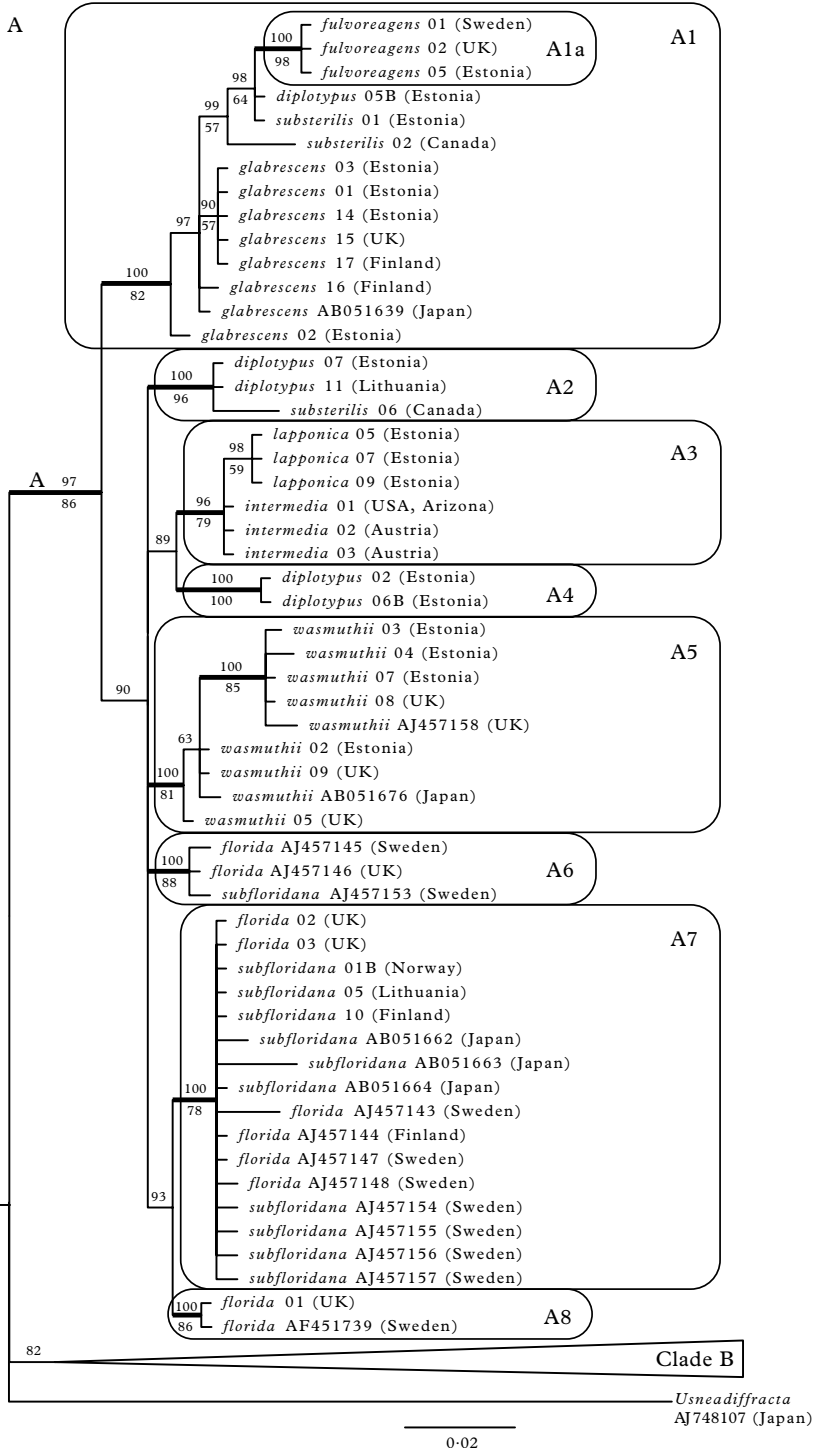 A
A1
fulvoreagens 01 (Sweden)
100
fulvoreagens 02 (UK)
A1a
98
fulvoreagens 05 (Estonia)
98
diplotypus 05B (Estonia)
64
99
substerilis 01 (Estonia)
57
substerilis 02 (Canada)
glabrescens 03 (Estonia)
glabrescens 01 (Estonia)
90
glabrescens 14 (Estonia)
97
57
glabrescens 15 (UK)
glabrescens 17 (Finland)
100
glabrescens 16 (Finland)
82
glabrescens AB051639 (Japan)
glabrescens 02 (Estonia)
diplotypus 07 (Estonia)
100
diplotypus 11 (Lithuania)
A2
96
substerilis 06 (Canada)
lapponica 05 (Estonia)
98
A3
lapponica 07 (Estonia)
59
lapponica 09 (Estonia)
A
97
96
intermedia 01 (USA, Arizona)
86
79
intermedia 02 (Austria)
89
intermedia 03 (Austria)
100
diplotypus 02 (Estonia)
100
diplotypus 06B (Estonia)
A4
wasmuthii 03 (Estonia)
wasmuthii 04 (Estonia)
A5
100
wasmuthii 07 (Estonia)
85
90
wasmuthii 08 (UK)
wasmuthii AJ457158 (UK)
63
wasmuthii 02 (Estonia)
100
wasmuthii 09 (UK)
81
wasmuthii AB051676 (Japan)
wasmuthii 05 (UK)
florida AJ457145 (Sweden)
100
florida AJ457146 (UK)
A6
88
subfloridana AJ457153 (Sweden)
florida 02 (UK)
florida 03 (UK)
A7
subfloridana 01B (Norway)
subfloridana 05 (Lithuania)
subfloridana 10 (Finland)
subfloridana AB051662 (Japan)
subfloridana AB051663 (Japan)
100
subfloridana AB051664 (Japan)
78
florida AJ457143 (Sweden)
florida AJ457144 (Finland)
florida AJ457147 (Sweden)
florida AJ457148 (Sweden)
93
subfloridana AJ457154 (Sweden)
subfloridana AJ457155 (Sweden)
subfloridana AJ457156 (Sweden)
subfloridana AJ457157 (Sweden)
100
florida 01 (UK)
86
florida AF451739 (Sweden)
A8
82
Clade B
Usneadiffracta
AJ748107 (Japan)
0·02